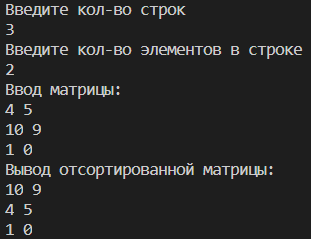 Введите кол-во строк
3
Введите кол-во элементов в строке
2
Ввод матрицы:
4 5
10 9
1 0
Вывод отсортированной матрицы:
10 9
4 5
1 0